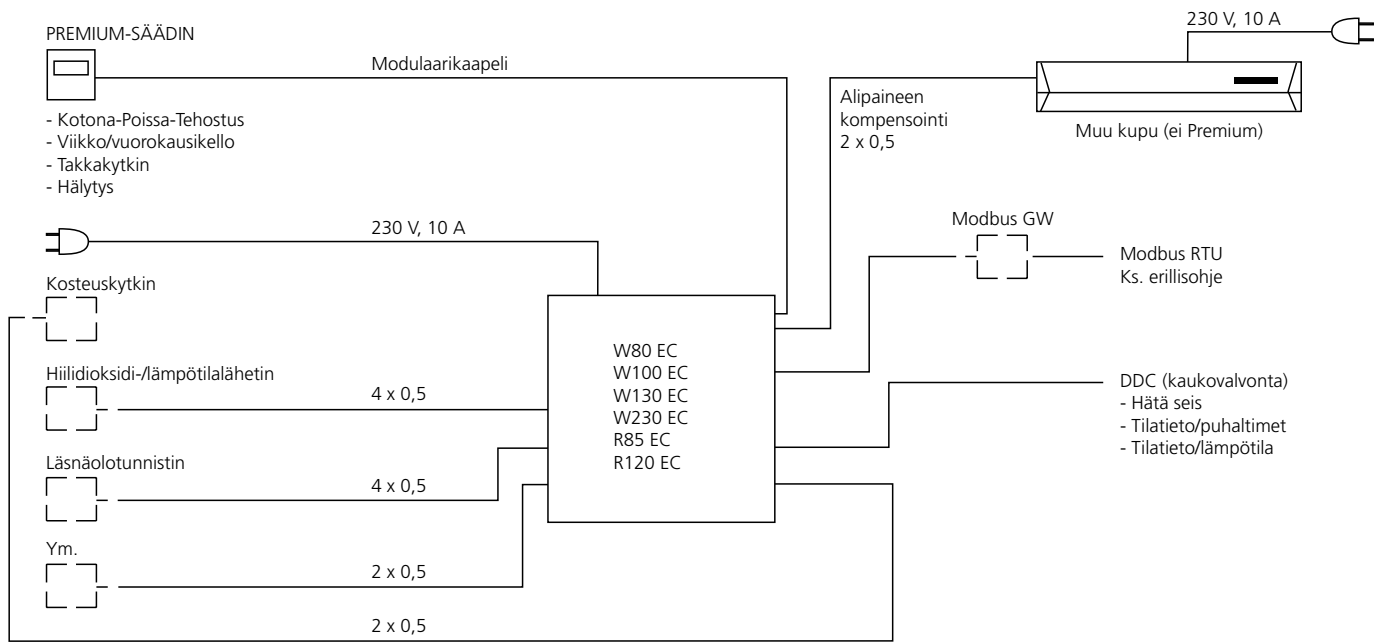 PREMIUM-SÄÄDIN
- Kotona-Poissa-Tehostus
- Viikko/vuorokausikello
- Takkakytkin
- Hälytys
Modulaarikaapeli
230 V, 10 A
Alipaineen
kompensointi
2 x 0,5
Muu kupu (ei Premium)
230 V, 10 A
Modbus GW
Modbus RTU
Ks. erillisohje
Kosteuskytkin
Hiilidioksidi-/lämpötilalähetin
4 x 0,5
Läsnäolotunnistin
4 x 0,5
Ym.
2 x 0,5
2 x 0,5
W80 EC
W100 EC
W130 EC
W230 EC
R85 EC
R120 EC
DDC (kaukovalvonta)
- Hätä seis
- Tilatieto/puhaltimet
- Tilatieto/lämpötila